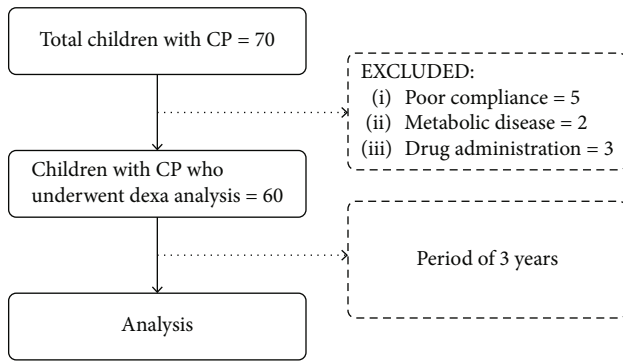 Total children with CP = 70
EXCLUDED:
(i) Poor compliance = 5
(ii) Metabolic disease = 2
(iii) Drug administration = 3
Children with CP who
underwent dexa analysis = 60
Period of 3 years
Analysis